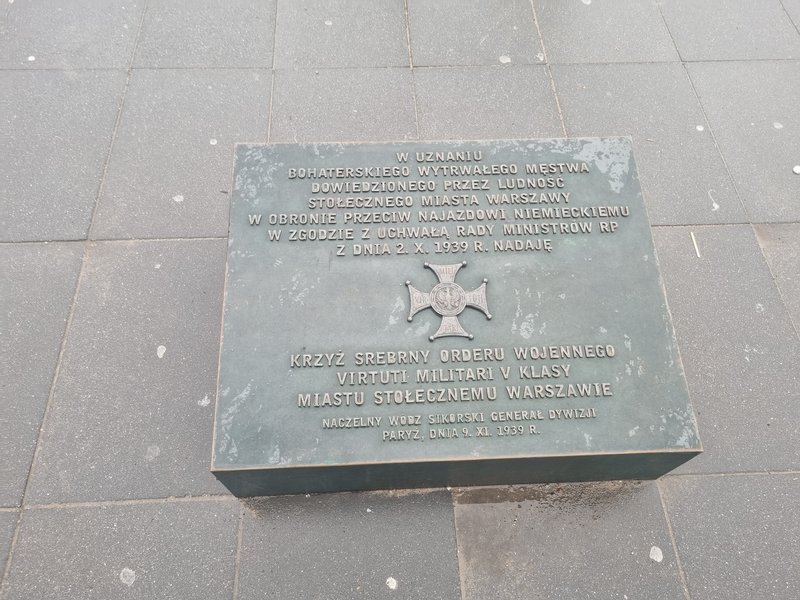 W UZNANIU
BOHATERSKIEGO WYTRWAŁEGO MĘSTWA
DOWIEDZIONEGO PRZEZ LUDNOŚĆ
STOŁECZNEGO MIASTA WARSZAWY
W OBRONIE PRZECIW NAJAZDOWI NIEMIECKIEMU
W ZGODZIE Z UCHWAŁĄ RADY MINISTRÓW RP
Z DNIA 2. X. 1939 R. NADAJĘ
KRZYŻ SREBRNY ORDERU WOJENNEGO
VIRTUTI MILITARI V KLASY
MIASTU STOŁECZNEMU WARSZAWIE
NACZELNY WÓDZ SIKORSKI GENERAŁ DYWIZJI
PARYŻ, DNIA 9. XI. 1939 R.